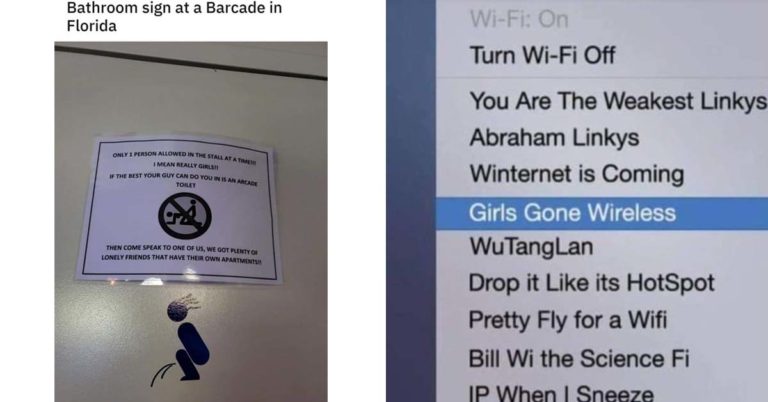 Bathroom sign at a Barcade in
Florida
ONLY 1 PERSON ALLOWED IN THE STALL AT A TIME!!!
I MEAN REALLY GIRLS!!
IF THE BEST YOUR GUY CAN DO YOU IN IS AN ARCADE
TOILET
THEN COME SPEAK TO ONE OF US, WE GOT PLENTY OF
LONELY FRIENDS THAT HAVE THEIR OWN APARTMENTS!!
Wi-Fi: On
Turn Wi-Fi Off
You Are The Weakest Linkys
Abraham Linkys
Winternet is Coming
Girls Gone Wireless
WuTangLan
Drop it Like its HotSpot
Pretty Fly for a Wifi
Bill Wi the Science Fi
IP When I Sneeze